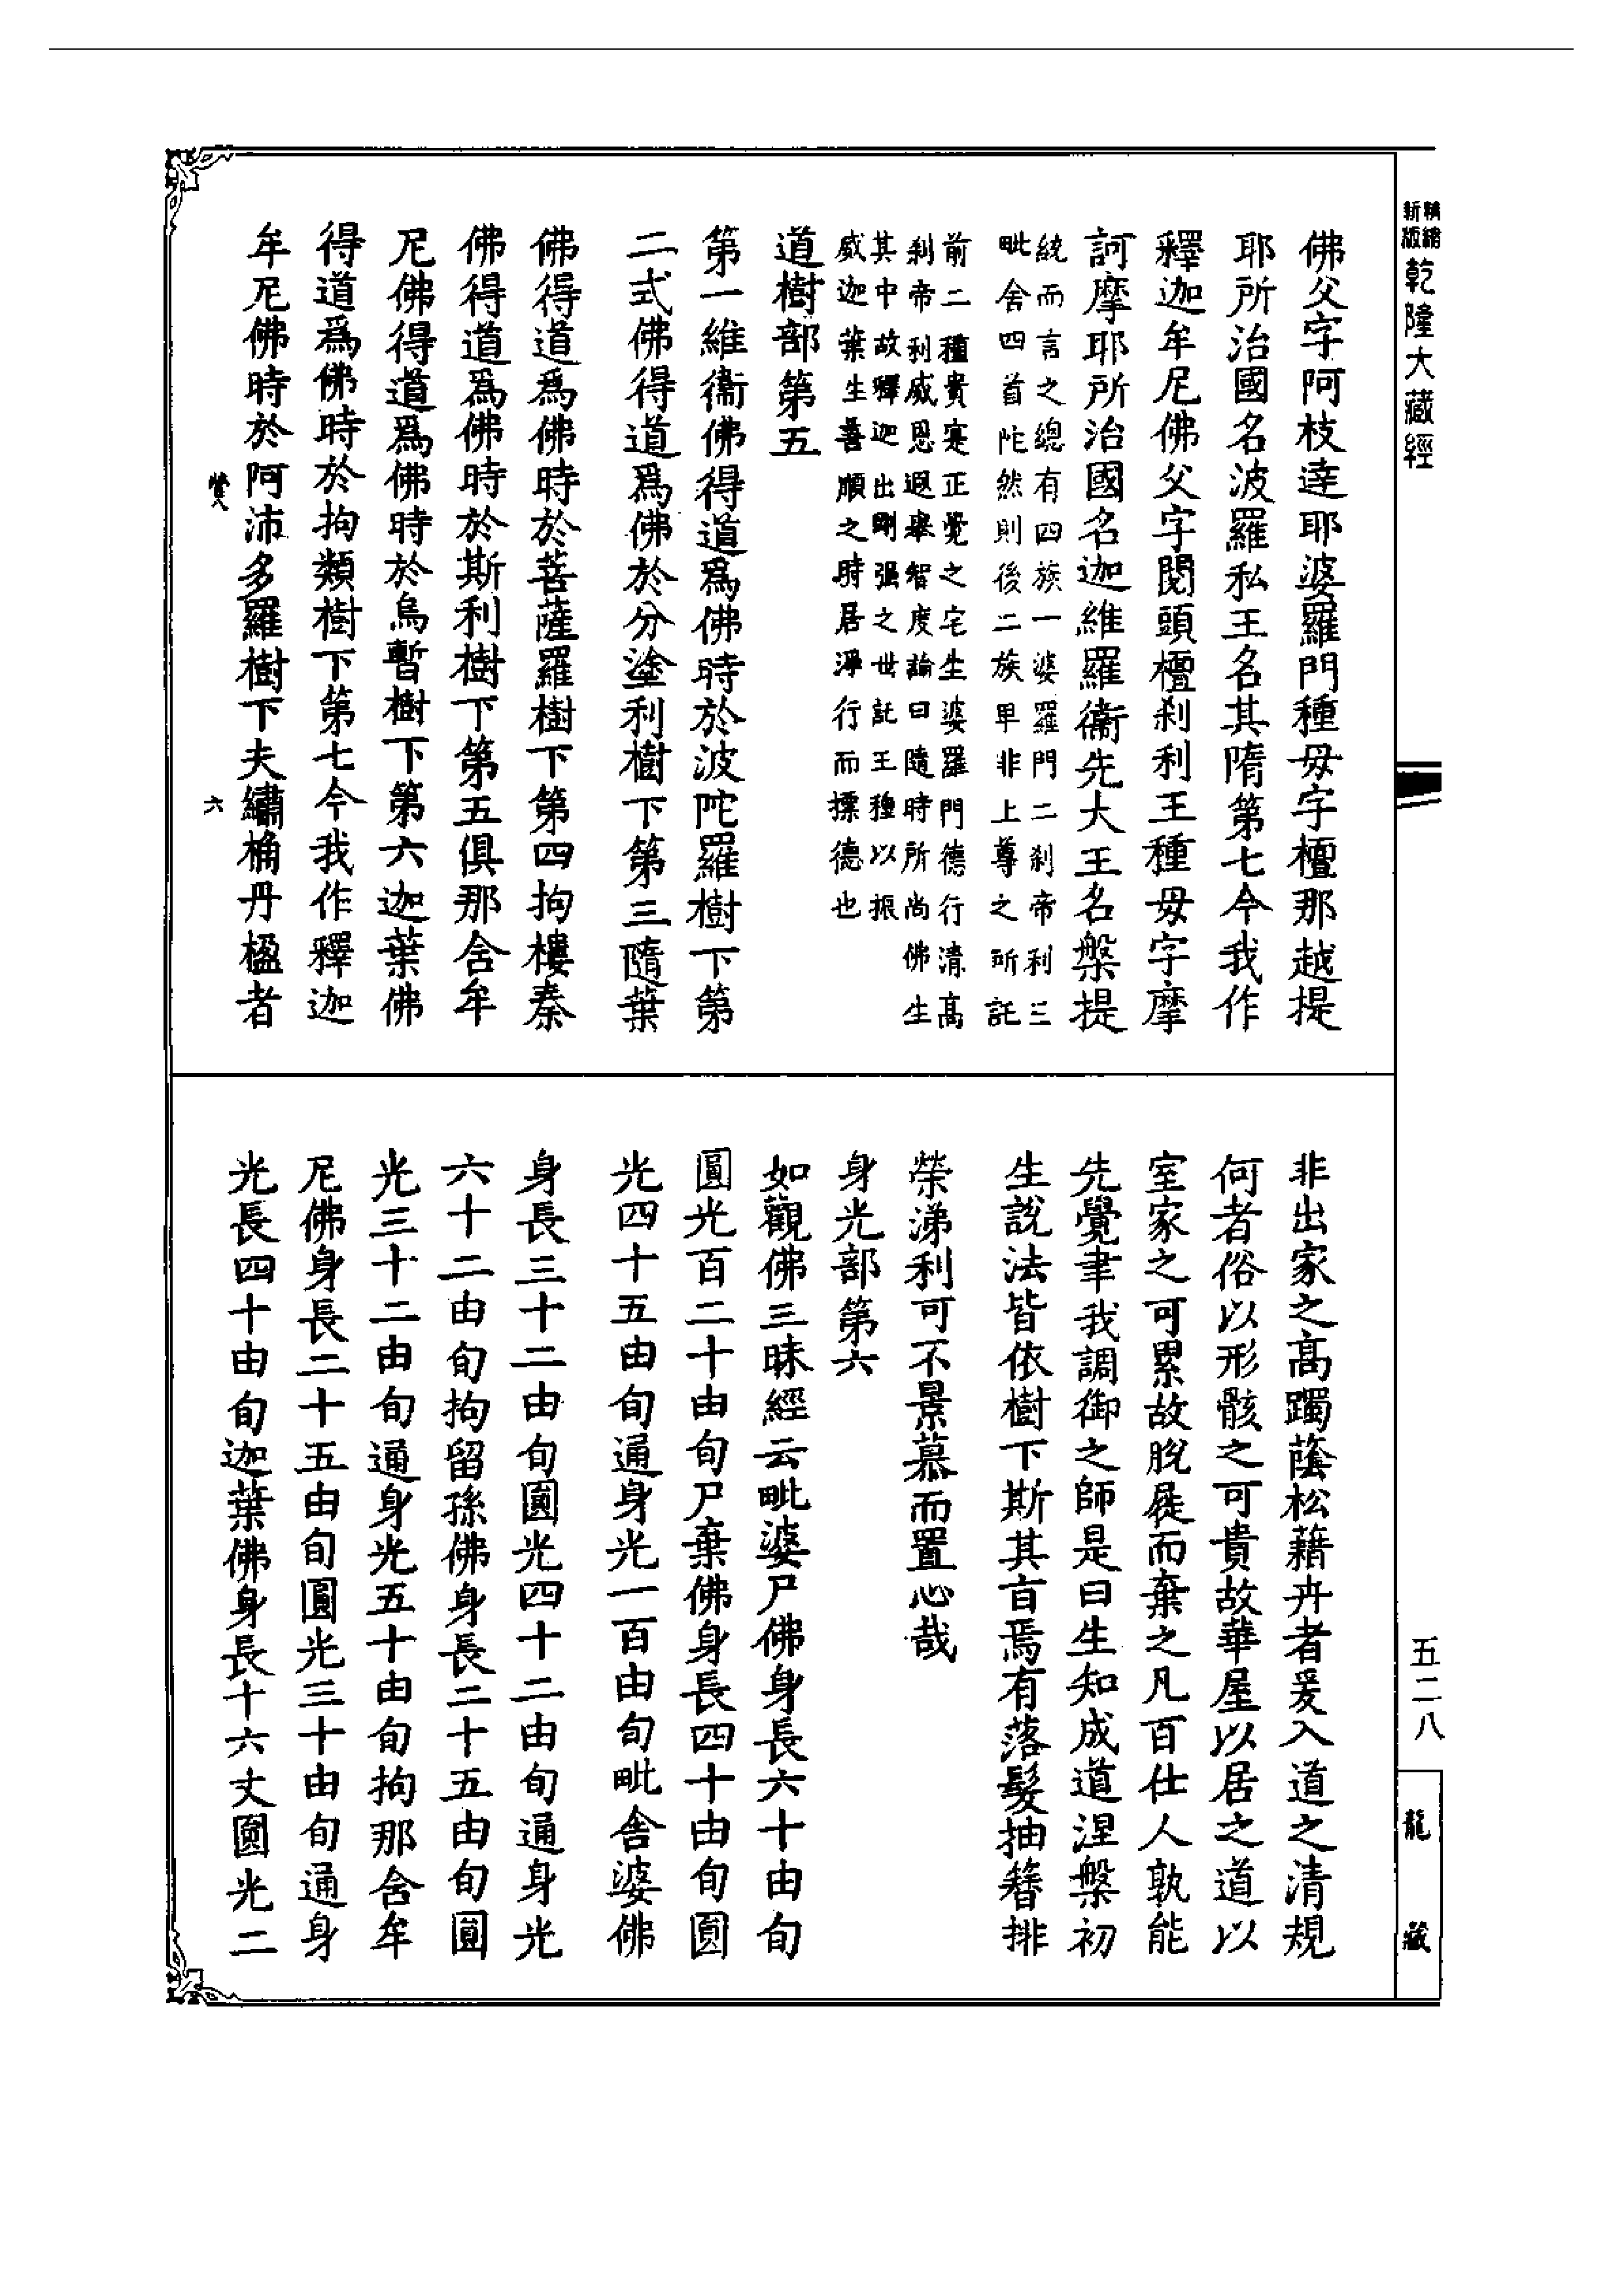 精縮
新版
乾隆大藏經
佛父字阿枝達耶婆羅門種毋字檀那越提
耶所治國名波羅私王名其隋第七今我作
釋迦牟尼佛父字閱頭檀刹利王種毋字摩
訶摩耶所治國名迦維羅衞先大王名槃提
統而言之總有四族一婆羅門二刹帝利三
毗舍四首陀然則後二族卑非上尊之所託
前二種貴寔正覺之宅生婆羅門德行清髙
刹帝利威恩遐舉智度論曰隨時所尚佛生
其中故釋迦出剛强之世託王種以振
威迦葉生善順之時居淨行而摽德也
道樹部第五
第一維衞佛得道爲佛時於波陀羅樹下第
二式佛得道爲佛於分塗利樹下第三隨葉
佛得道爲佛時於菩薩羅樹下第四拘樓秦
佛得道爲佛時於斯利樹下第五俱那含牟
尼佛得道爲佛時於烏暫樹下第六迦葉佛
得道爲佛時於拘類樹下第七今我作釋迦
牟尼佛時於阿沛多羅樹下夫繡桷丹楹者
六
非出家之髙躅蔭松藉卉者爰入道之清規
何者俗以形骸之可貴故華屋以居之道以
室家之可累故脫屣而棄之凡百仕人孰能
先覺聿我調御之師是曰生知成道涅槃初
生說法皆依樹下斯其旨焉有落髮抽簪排
榮涕利可不景慕而置心哉
身光部第六
如觀佛三昧經云毗婆尸佛身長六十由旬
圓光百二十由旬尸棄佛身長四十由旬圓
光四十五由旬通身光一百由旬毗舍婆佛
身長三十二由旬圓光四十二由旬通身光
六十二由旬拘留孫佛身長二十五由旬圓
光三十二由旬通身光五十由旬拘那含牟
尼佛身長二十五由旬圓光三十由旬通身
光長四十由旬迦葉佛身長十六丈圓光二
五二八
龍藏